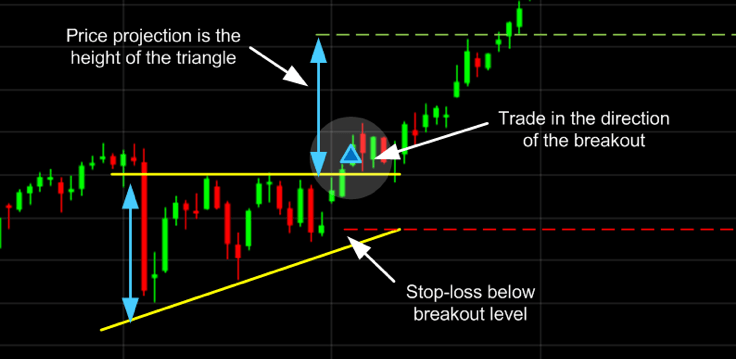 Price projection is the
height of the triangle
Trade in the direction
of the breakout
Stop-loss below
breakout level